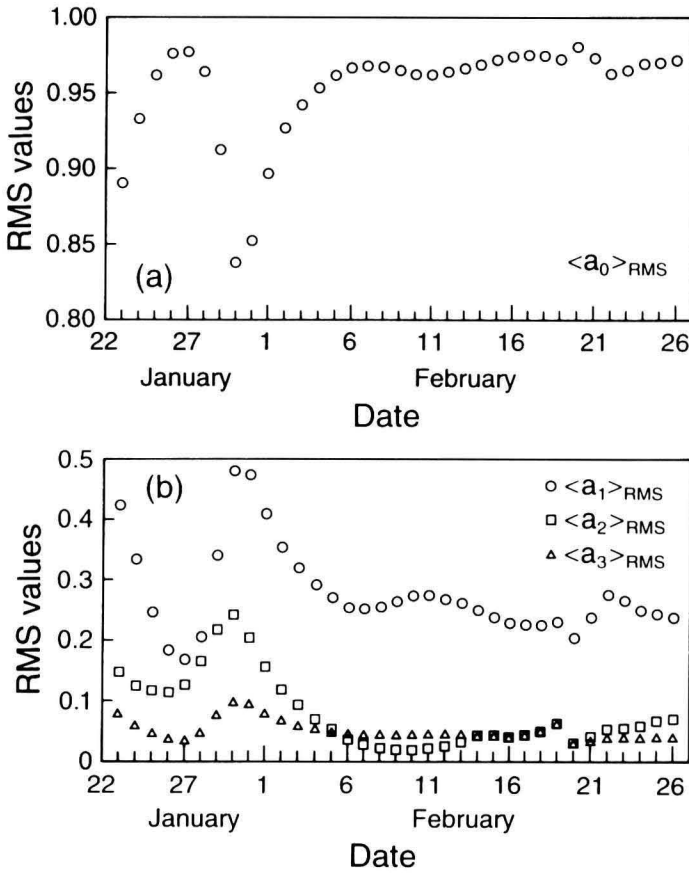 1.00
0.95
0.90
0.85
0.80
RMS values
(a)
<a₀>RMS
22 27 1 6 11 16 21 26
January February
Date
0.5
0.4
0.3
0.2
0.1
0
RMS values
(b)
<a₁>RMS
<a₂>RMS
<a₃>RMS
22 27 1 6 11 16 21 26
January February
Date